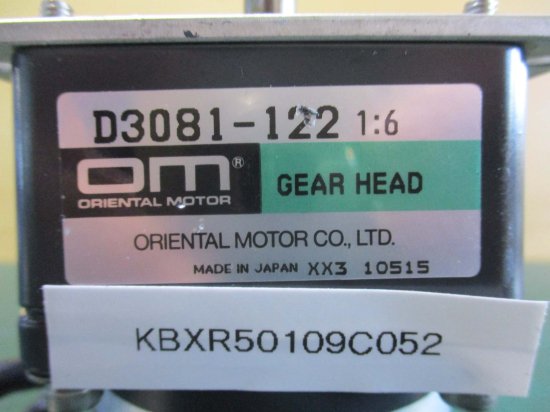 D3081-122 1:6
OM®
ORIENTAL MOTOR
GEAR HEAD
ORIENTAL MOTOR CO., LTD.
MADE IN JAPAN XX3 10515
KBXR50109C052